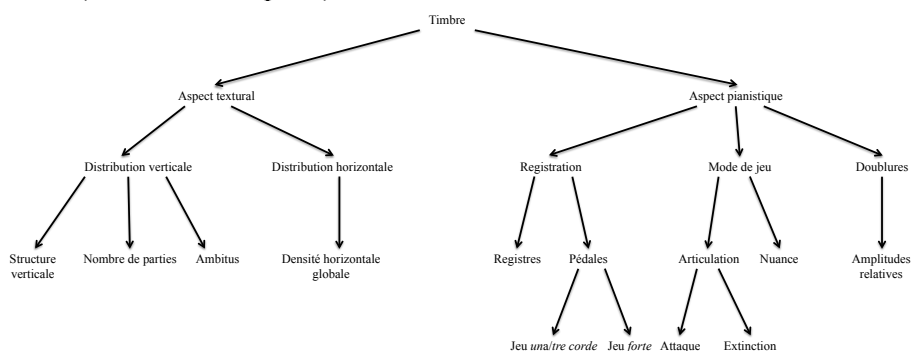 Timbre
Aspect textural
Aspect pianistique
Distribution verticale
Distribution horizontale
Registration
Mode de jeu
Doublures
Structure
verticale
Nombre de parties
Ambitus
Densité horizontale
globale
Registres
Pédales
Articulation
Nuance
Amplitudes
relatives
Jeu una/tre corde
Jeu forte
Attaque
Extinction